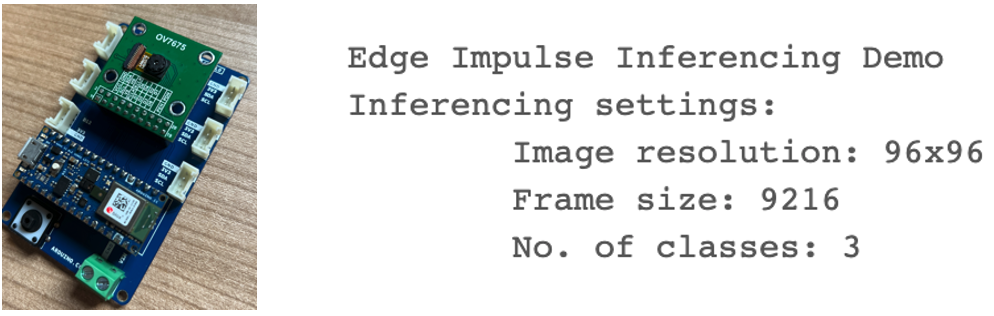 OV7675
Edge Impulse Inferencing Demo
Inferencing settings:
Image resolution: 96x96
Frame size: 9216
No. of classes: 3